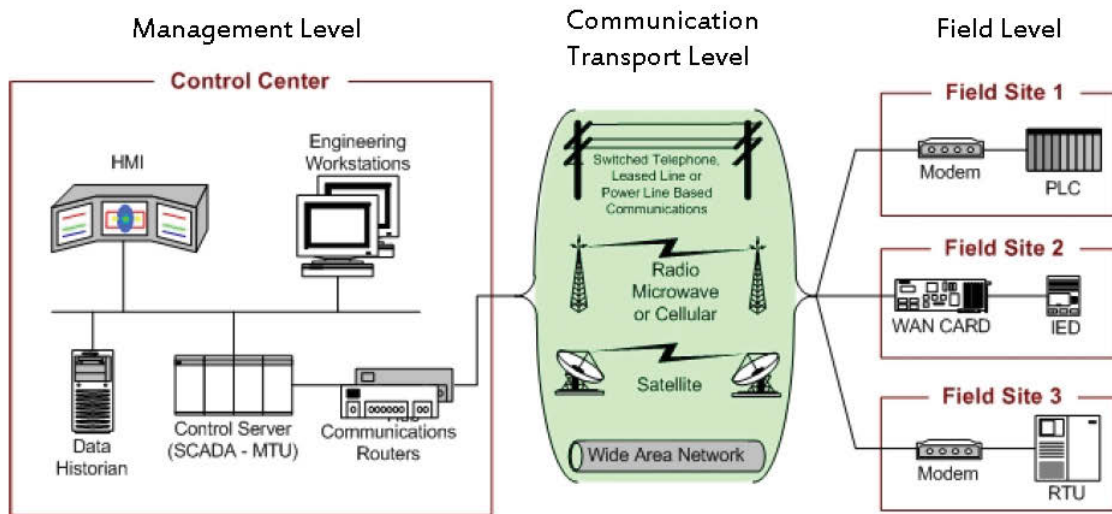 Management Level
Communication
Transport Level
Field Level
Control Center
HMI
Engineering
Workstations
Data
Historian
Control Server
(SCADA - MTU)
Communications
Routers
Switched Telephone,
Leased Line or
Power Line Based
Communications
Radio
Microwave
or Cellular
Satellite
Wide Area Network
Field Site 1
Modem
PLC
Field Site 2
WAN CARD
IED
Field Site 3
Modem
RTU